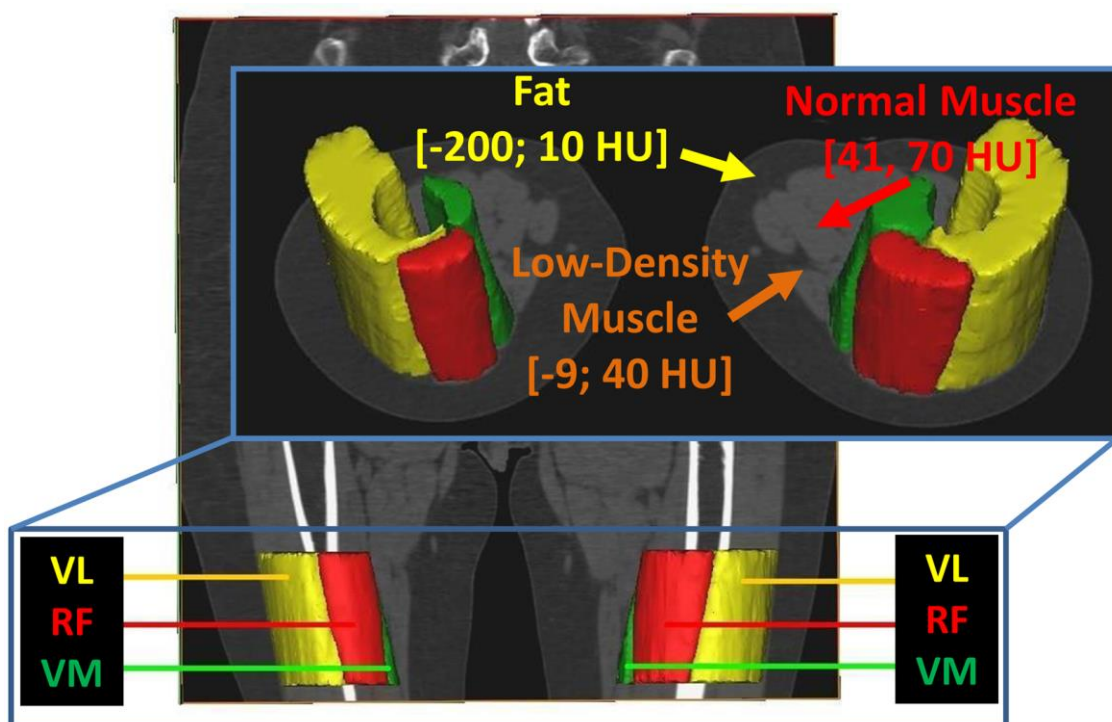 Fat
[-200; 10 HU]
Normal Muscle
[41, 70 HU]
Low-Density
Muscle
[-9; 40 HU]
VL
RF
VM
VL
RF
VM